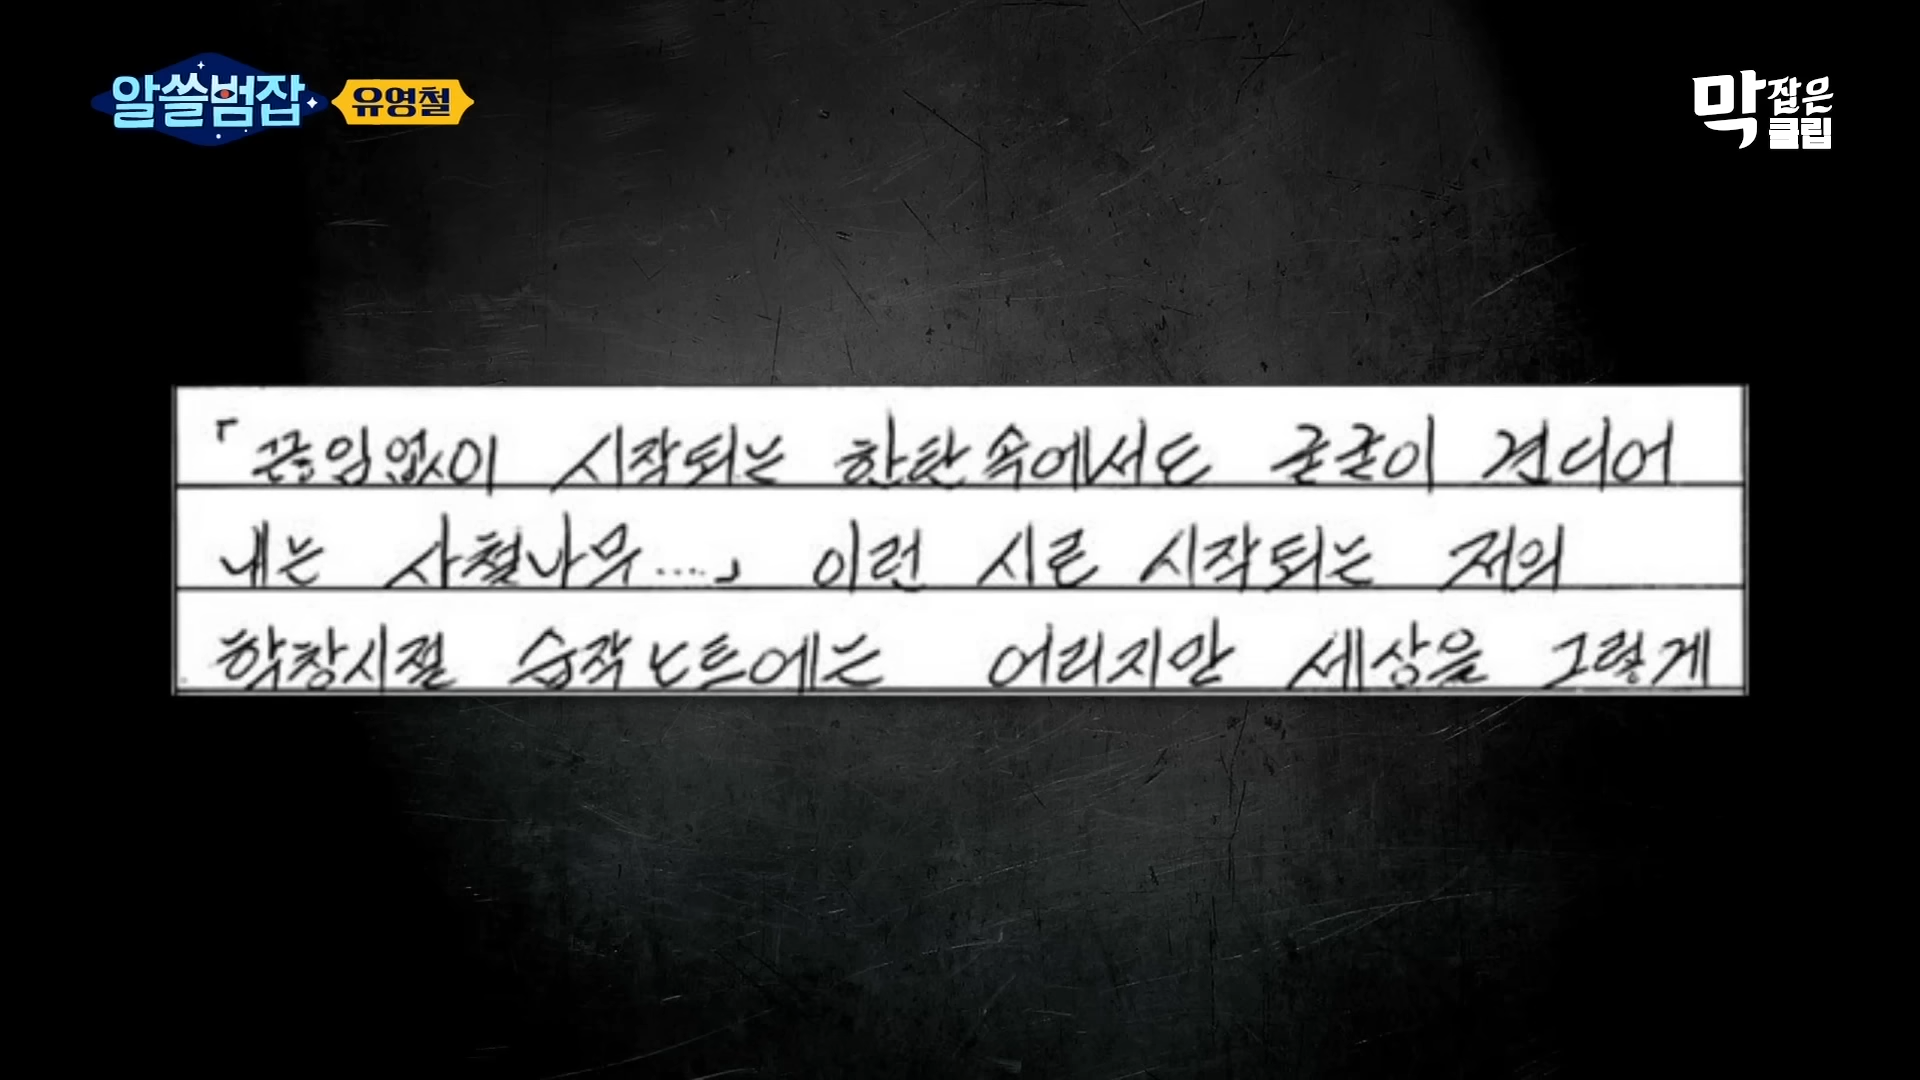 알쓸범잡 유영철
막잡은
클립
「끊임없이 시작되는 한탄속에서도 굳굳이 견디어
내는 사철나무....」 이런 시로 시작되는 저의
학창시절 습작노트에는 어리지만 세상을 그렇게